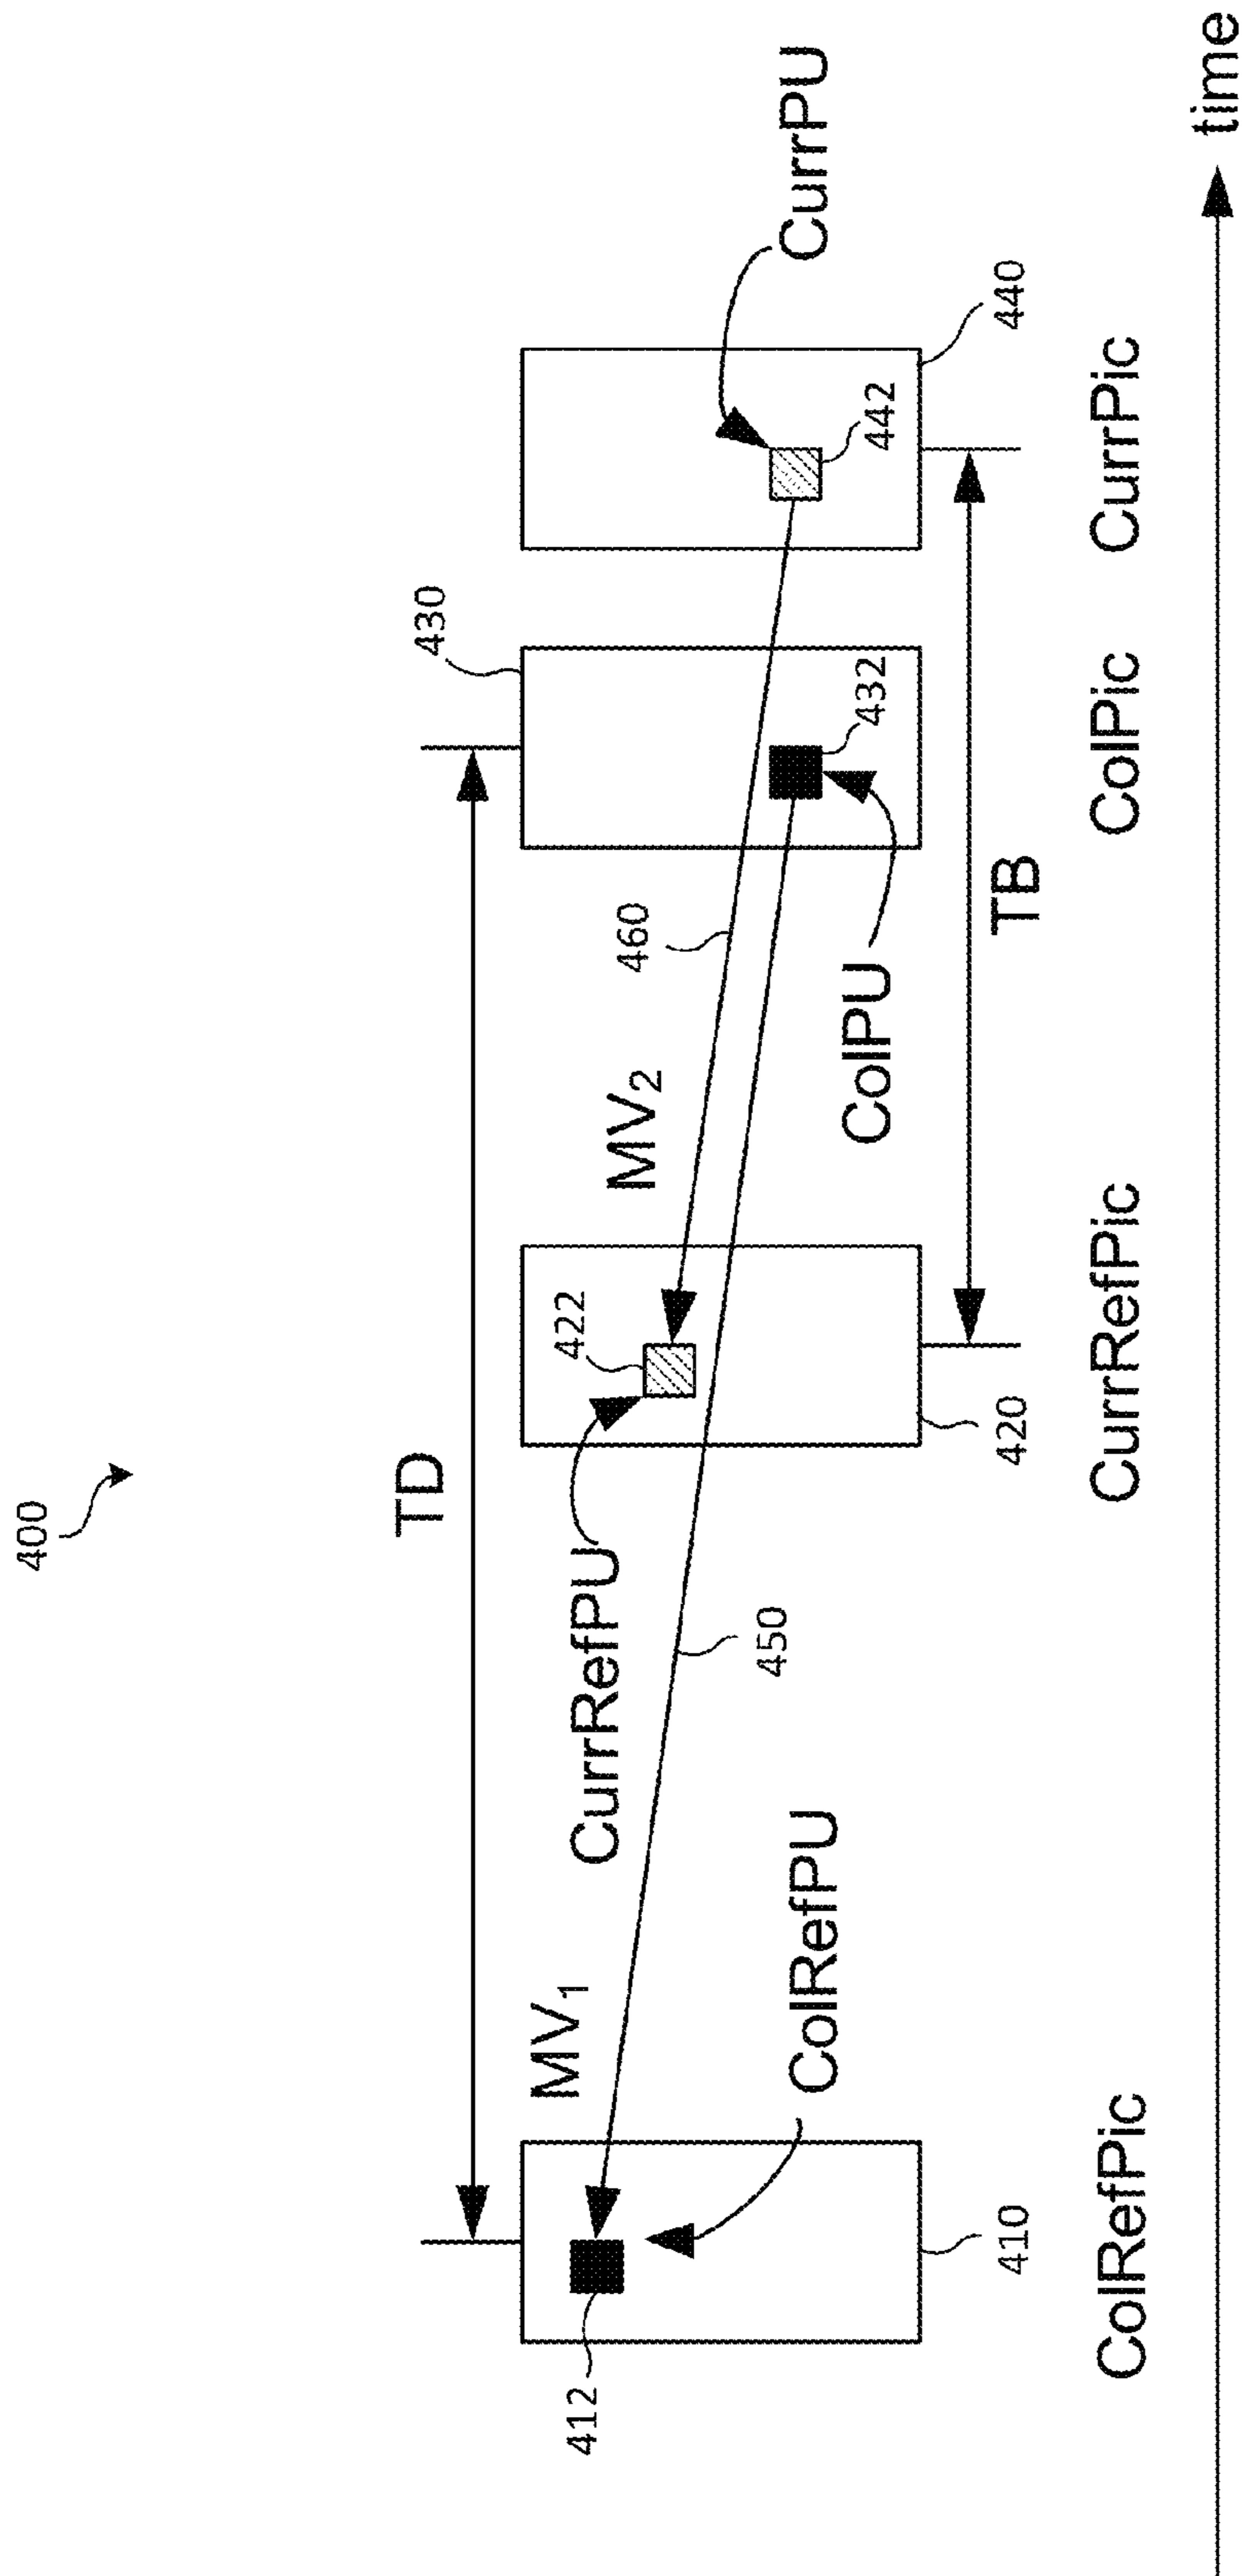 400
TD
430
MV1
MV2
460
412
CurrRefPU
422
450
ColRefPU
ColPU
432
442
CurrPU
410
420
TB
440
ColRefPic
CurrRefPic
ColPic
CurrPic
time